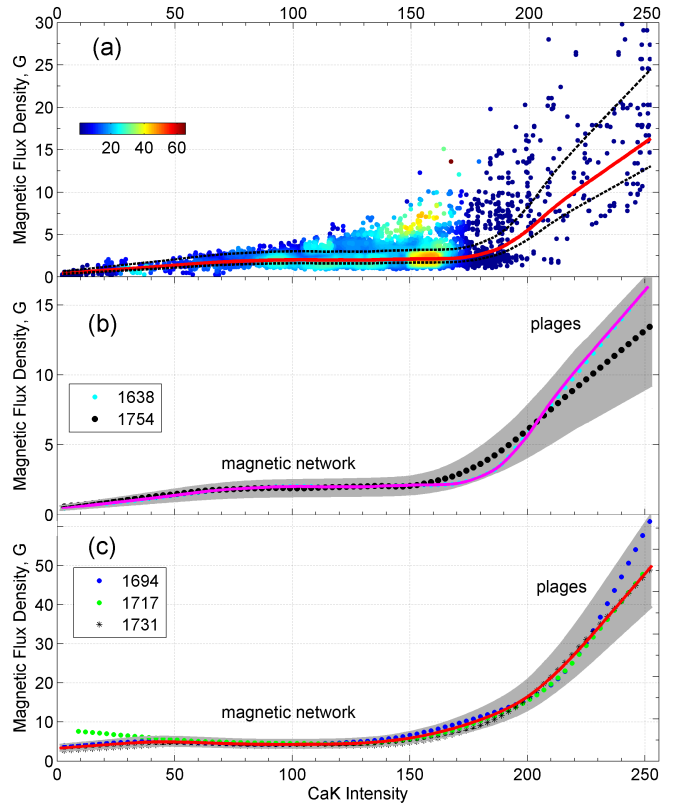 0 50 100 150 200 250
30
(a)
25
20
20 40 60
15
10
5
0
Magnetic Flux Density, G
(b)
15
plages
10
1638
1754
5
magnetic network
0
Magnetic Flux Density, G
(c)
50
1694
plages
1717
40
1731
30
20
magnetic network
10
0
Magnetic Flux Density, G
0 50 100 150 200 250
CaK Intensity